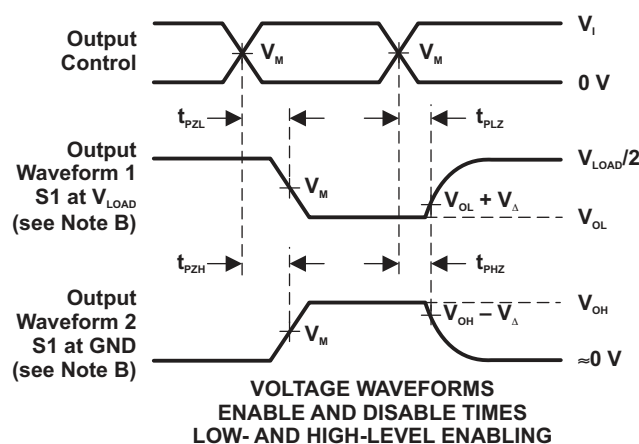 Output
Control
V_M
V_M
V_I
0 V
t_PZL
t_PLZ
Output
Waveform 1
S1 at V_LOAD
(see Note B)
V_M
V_OL + V_Δ
V_LOAD/2
V_OL
t_PZH
t_PHZ
Output
Waveform 2
S1 at GND
(see Note B)
V_M
V_OH – V_Δ
V_OH
≈0 V
VOLTAGE WAVEFORMS
ENABLE AND DISABLE TIMES
LOW- AND HIGH-LEVEL ENABLING